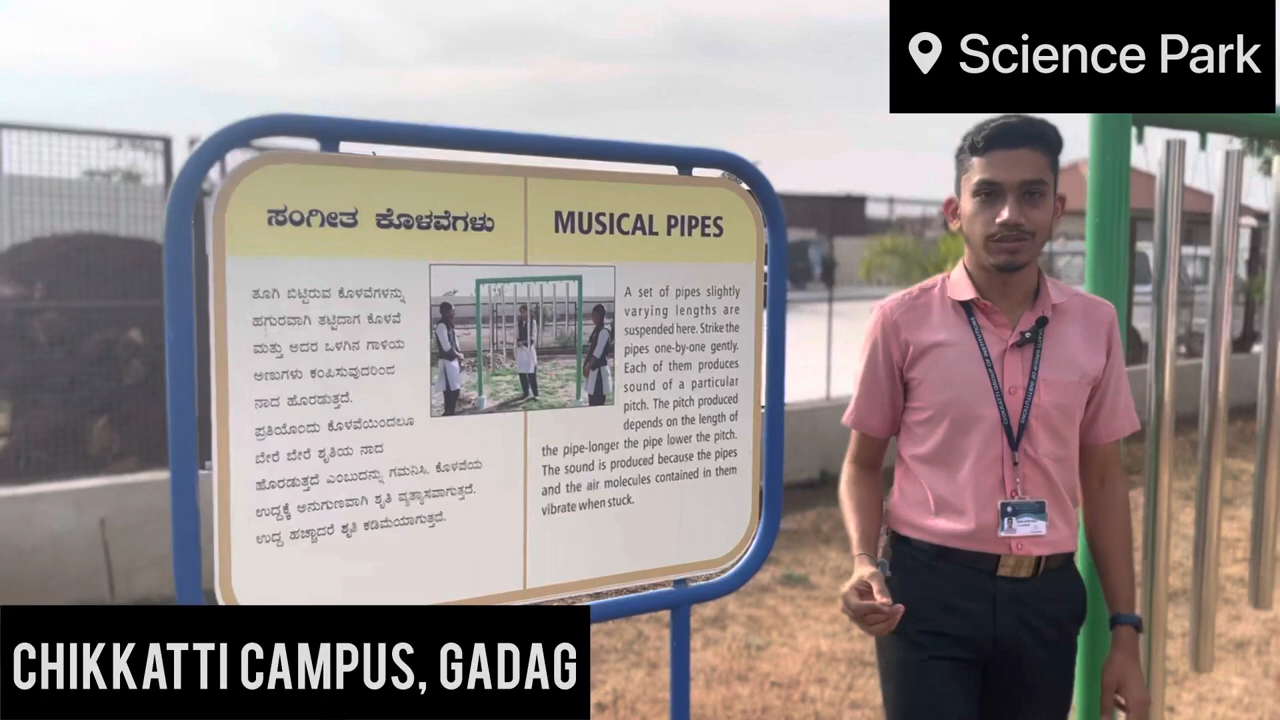 Science Park
ಸಂಗೀತ ಕೊಳವೆಗಳು
ತೂಗಿ ಬಿಟ್ಟಿರುವ ಕೊಳವೆಗಳನ್ನು
ಹಗುರವಾಗಿ ತಟ್ಟಿದಾಗ ಕೊಳವೆ
ಮತ್ತು ಅದರ ಒಳಗಿನ ಗಾಳಿಯ
ಅಣುಗಳು ಕಂಪಿಸುವುದರಿಂದ
ನಾದ ಹೊರಡುತ್ತದೆ.
ಪ್ರತಿಯೊಂದು ಕೊಳವೆಯಿಂದಲೂ
ಬೇರೆ ಬೇರೆ ಶೃತಿಯ ನಾದ
ಹೊರಡುತ್ತದೆ ಎಂಬುದನ್ನು ಗಮನಿಸಿ. ಕೊಳವೆಯ
ಉದ್ದಕ್ಕೆ ಅನುಗುಣವಾಗಿ ಶೃತಿ ವ್ಯತ್ಯಾಸವಾಗುತ್ತದೆ.
ಉದ್ದ ಹೆಚ್ಚಾದರೆ ಶೃತಿ ಕಡಿಮೆಯಾಗುತ್ತದೆ.
MUSICAL PIPES
A set of pipes slightly
varying lengths are
suspended here. Strike the
pipes one-by-one gently.
Each of them produces
sound of a particular
pitch. The pitch produced
depends on the length of
the pipe-longer the pipe lower the pitch.
The sound is produced because the pipes
and the air molecules contained in them
vibrate when stuck.
CHIKKATTI CAMPUS, GADAG